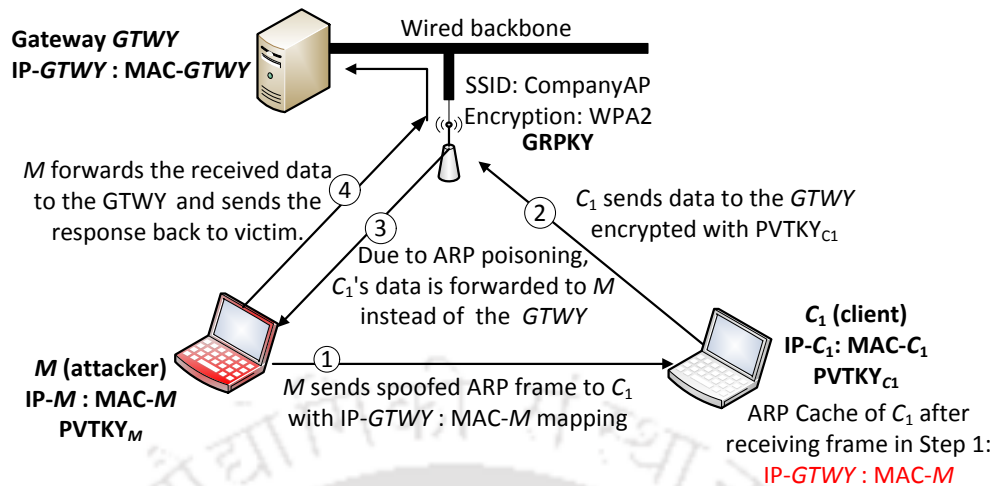 Wired backbone
Gateway GTWY
IP-GTWY : MAC-GTWY
SSID: CompanyAP
Encryption: WPA2
GRPKY
M forwards the received data
to the GTWY and sends the
response back to victim.
4
3
2
C1 sends data to the GTWY
encrypted with PVTKYC1
Due to ARP poisoning,
C1's data is forwarded to M
instead of the GTWY
M (attacker)
IP-M : MAC-M
PVTKYM
1
M sends spoofed ARP frame to C1
with IP-GTWY : MAC-M mapping
C1 (client)
IP-C1: MAC-C1
PVTKYC1
ARP Cache of C1 after
receiving frame in Step 1:
IP-GTWY : MAC-M